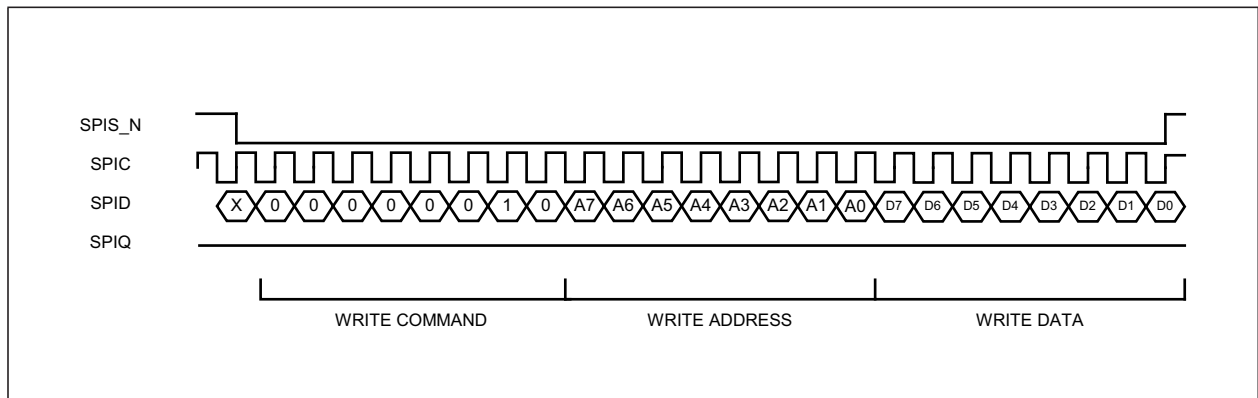 SPIS_N
SPIC
SPID X 0 0 0 0 0 0 1 0 A7 A6 A5 A4 A3 A2 A1 A0 D7 D6 D5 D4 D3 D2 D1 D0
SPIQ
WRITE COMMAND WRITE ADDRESS WRITE DATA